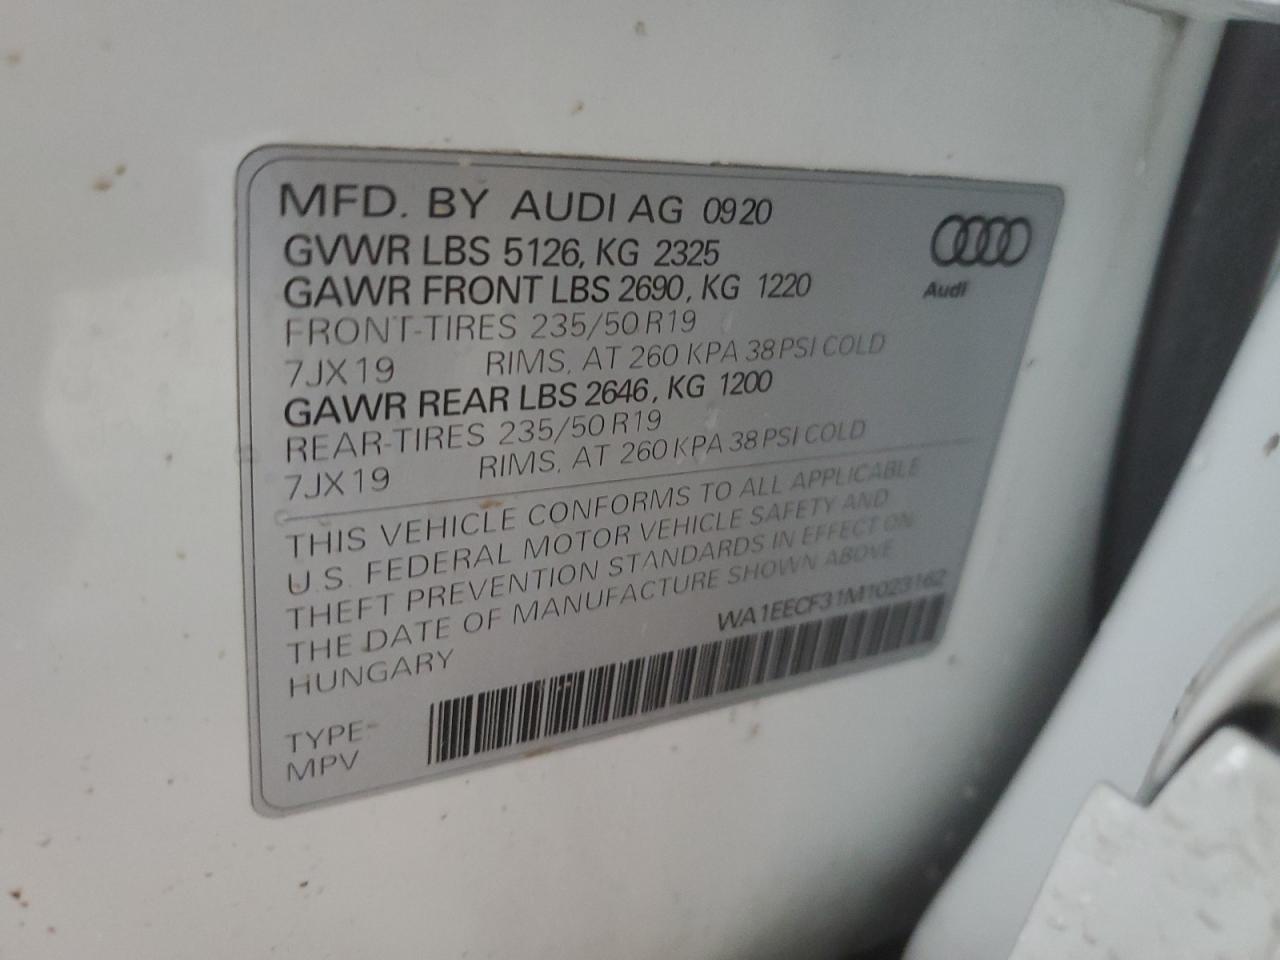 MFD. BY AUDI AG 0920
GVWR LBS 5126, KG 2325
GAWR FRONT LBS 2690, KG 1220
FRONT-TIRES 235/50 R19
7JX19 RIMS, AT 260 KPA 38 PSI COLD
GAWR REAR LBS 2646, KG 1200
REAR-TIRES 235/50 R19
7JX19 RIMS, AT 260 KPA 38 PSI COLD
Audi
THIS VEHICLE CONFORMS TO ALL APPLICABLE
U.S. FEDERAL MOTOR VEHICLE SAFETY AND
THEFT PREVENTION STANDARDS IN EFFECT ON
THE DATE OF MANUFACTURE SHOWN ABOVE
HUNGARY
WA1EECF31M1023162
TYPE-
MPV